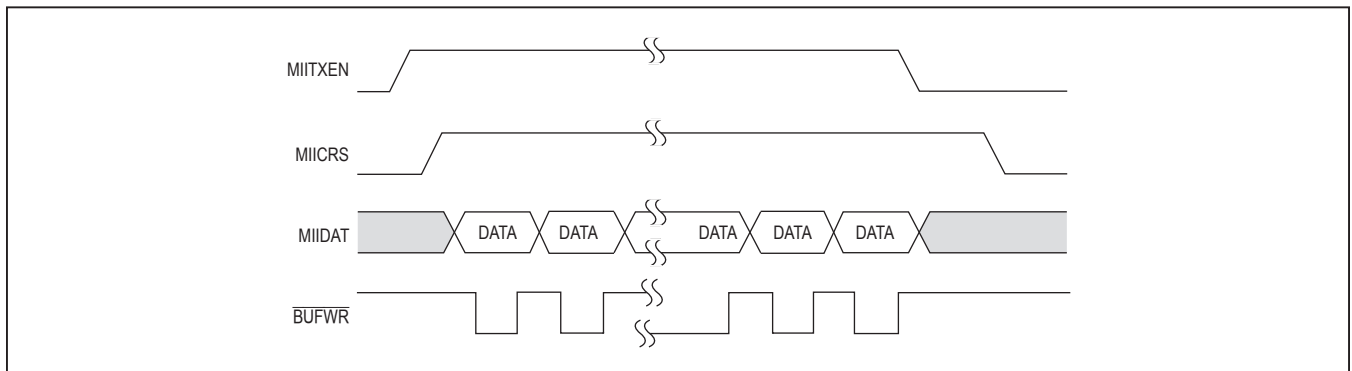 MIITXEN
MIICRS
MIIDAT DATA DATA DATA DATA DATA
BUFWR